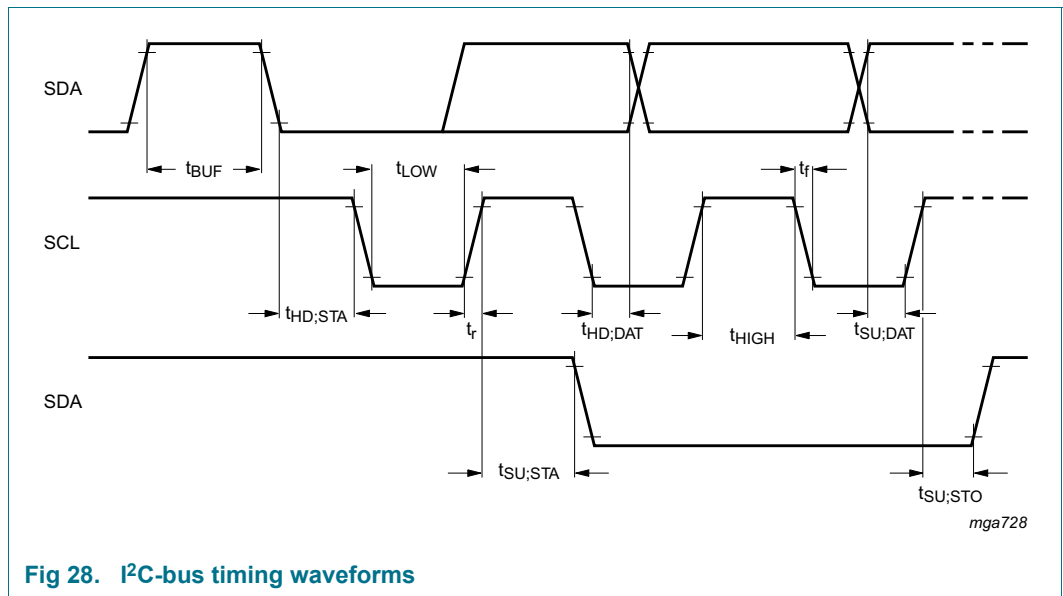 SDA
tBUF
tLOW
tf
SCL
tHD;STA
tr
tHD;DAT
tHIGH
tSU;DAT
SDA
tSU;STA
tSU;STO
mga728
Fig 28. I2C-bus timing waveforms